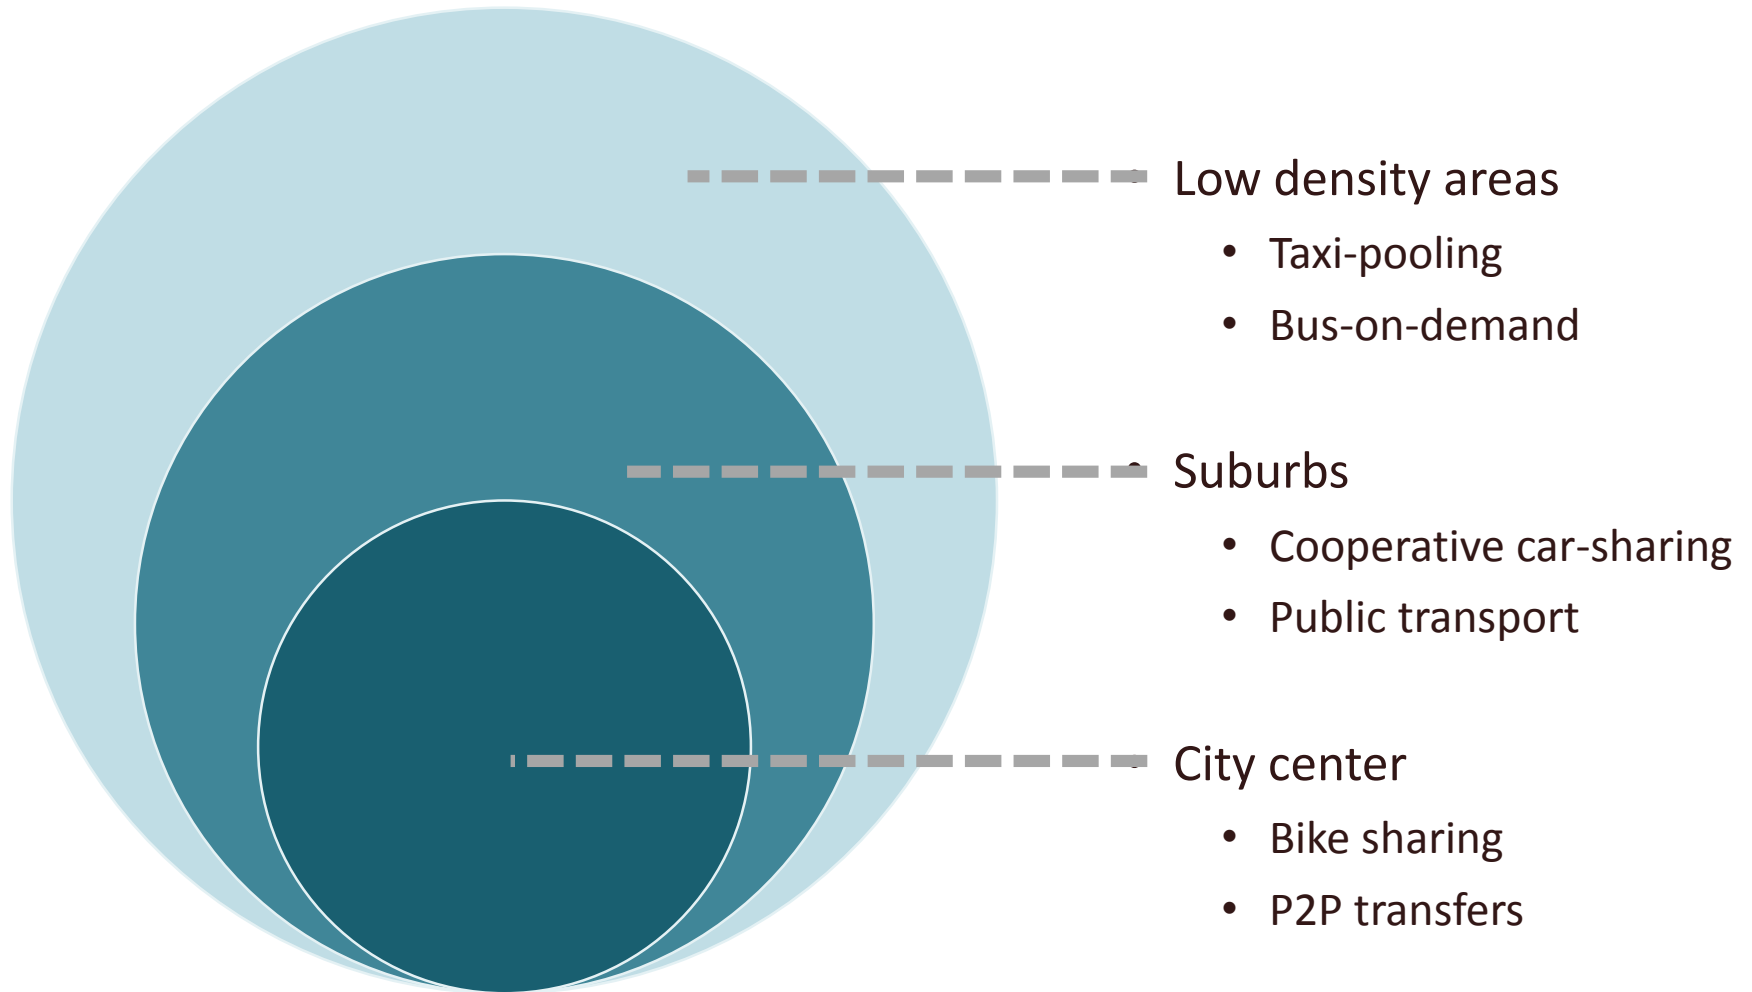 • Low density areas
• Taxi-pooling
• Bus-on-demand
• Suburbs
• Cooperative car-sharing
• Public transport
• City center
• Bike sharing
• P2P transfers